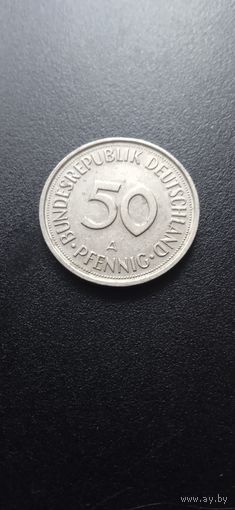 ·BUNDESREPUBLIK DEUTSCHLAND·
50
A
PFENNIG
www.ay.by